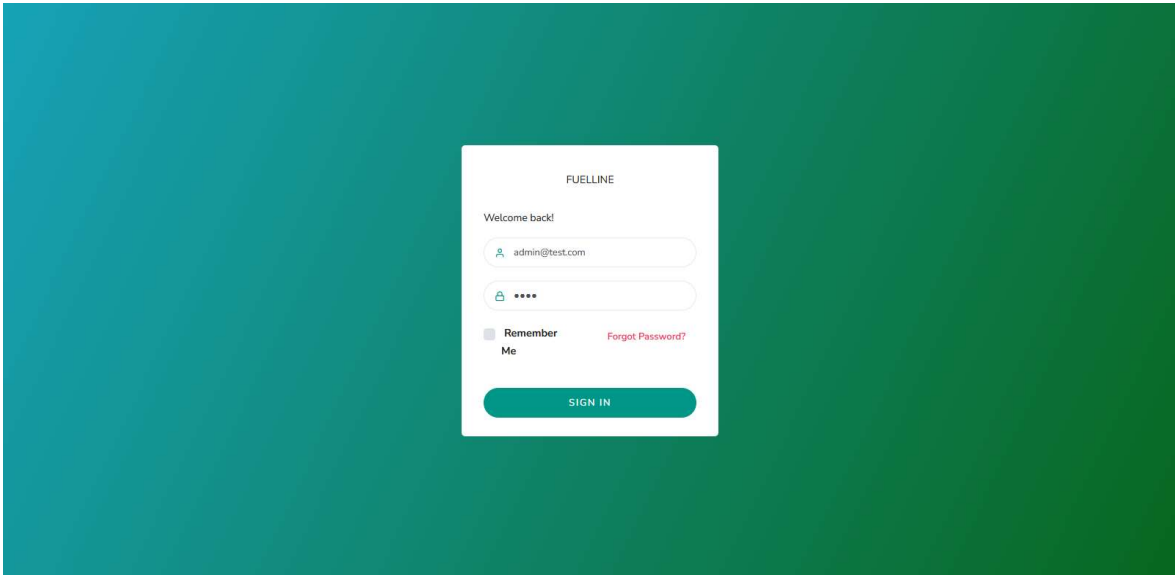 FUELLINE
Welcome back!
admin@test.com
••••
Remember
Me
Forgot Password?
SIGN IN